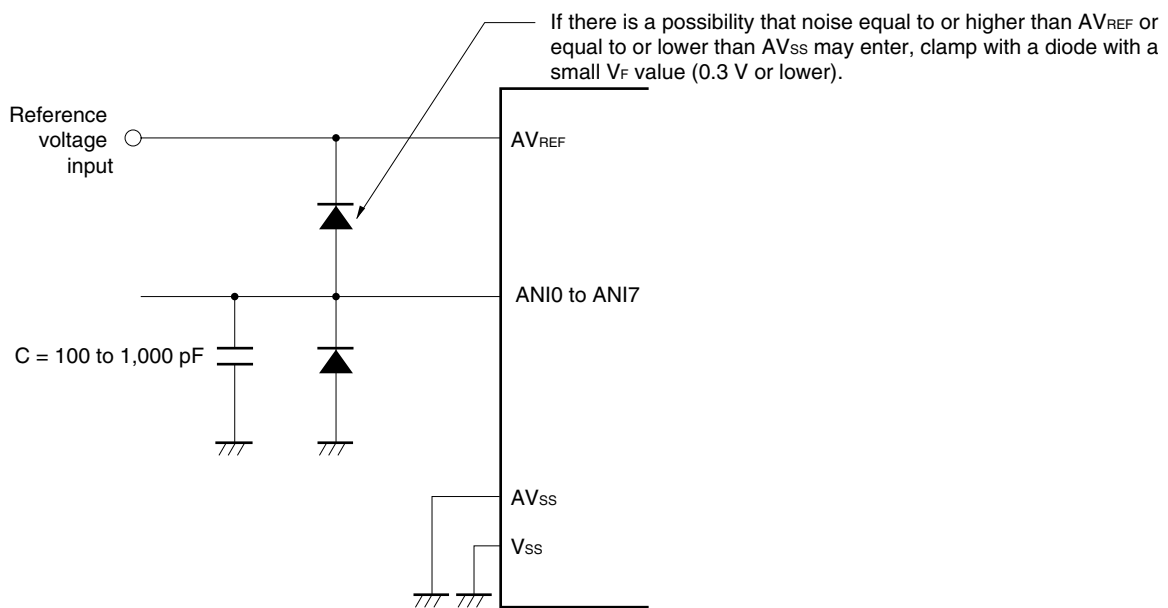 If there is a possibility that noise equal to or higher than AVREF or
equal to or lower than AVSS may enter, clamp with a diode with a
small VF value (0.3 V or lower).
Reference
voltage
input
AVREF
ANI0 to ANI7
C = 100 to 1,000 pF
AVSS
VSS